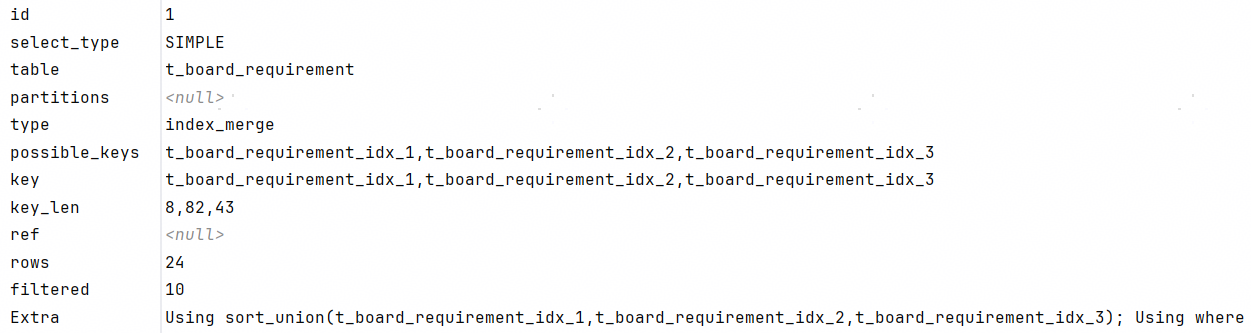 id 1
select_type SIMPLE
table t_board_requirement
partitions <null>
type index_merge
possible_keys t_board_requirement_idx_1,t_board_requirement_idx_2,t_board_requirement_idx_3
key t_board_requirement_idx_1,t_board_requirement_idx_2,t_board_requirement_idx_3
key_len 8,82,43
ref <null>
rows 24
filtered 10
Extra Using sort_union(t_board_requirement_idx_1,t_board_requirement_idx_2,t_board_requirement_idx_3); Using where